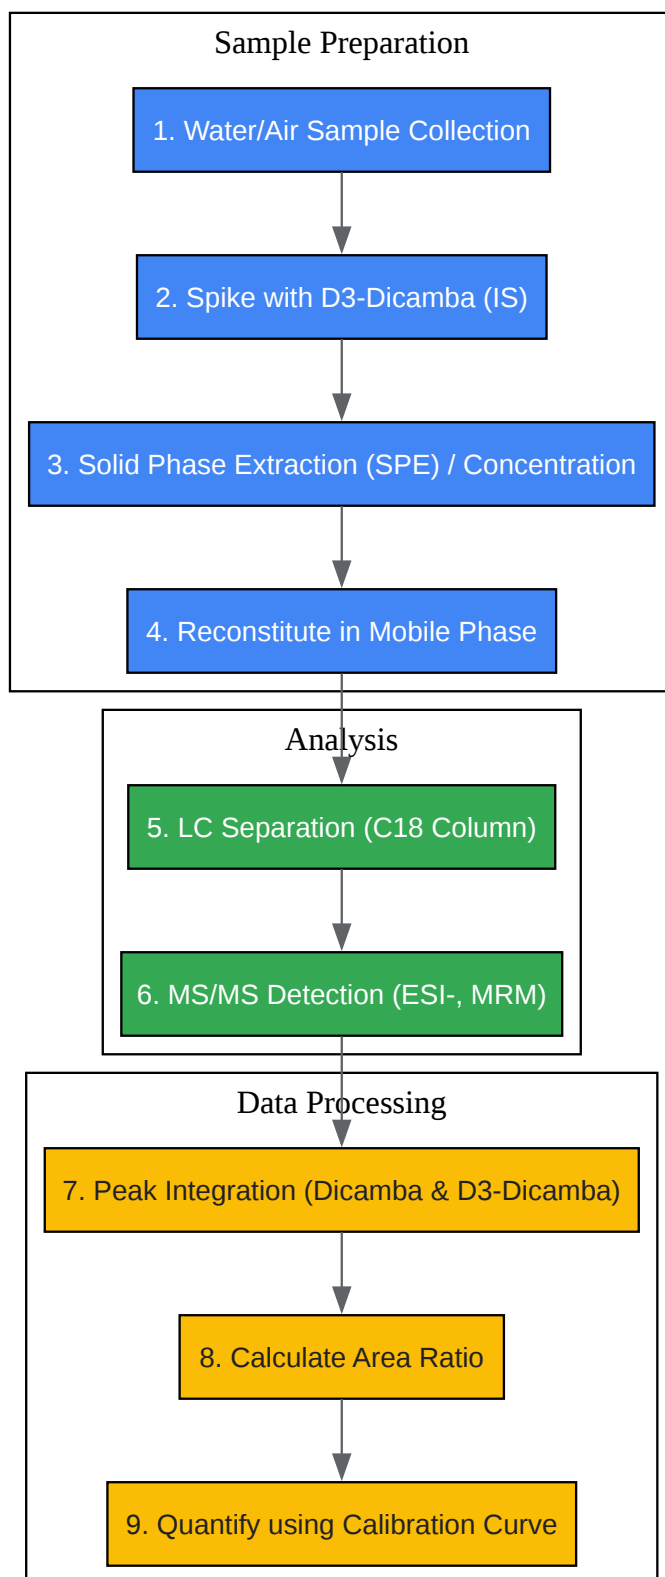 Sample Preparation
1. Water/Air Sample Collection
2. Spike with D3-Dicamba (IS)
3. Solid Phase Extraction (SPE) / Concentration
4. Reconstitute in Mobile Phase
Analysis
5. LC Separation (C18 Column)
6. MS/MS Detection (ESI-, MRM)
Data Processing
7. Peak Integration (Dicamba & D3-Dicamba)
8. Calculate Area Ratio
9. Quantify using Calibration Curve